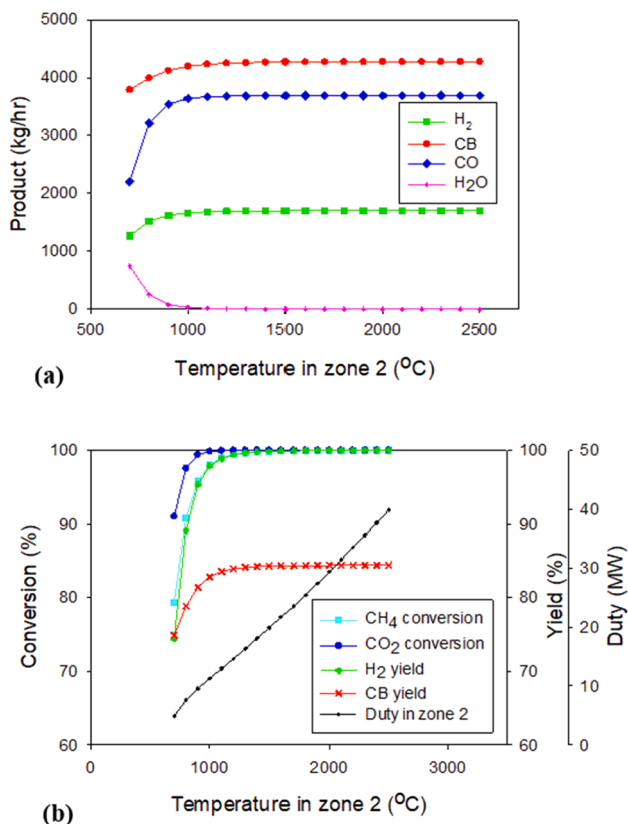 5000
4000
3000
2000
1000
0
Product (kg/hr)
H₂
CB
CO
H₂O
500 1000 1500 2000 2500
Temperature in zone 2 (⁰C)
(a)
100
90
80
70
60
Conversion (%)
CH₄ conversion
CO₂ conversion
H₂ yield
CB yield
Duty in zone 2
100
90
80
70
60
Yield (%)
50
40
30
20
10
0
Duty (MW)
0 1000 2000 3000
Temperature in zone 2 (⁰C)
(b)